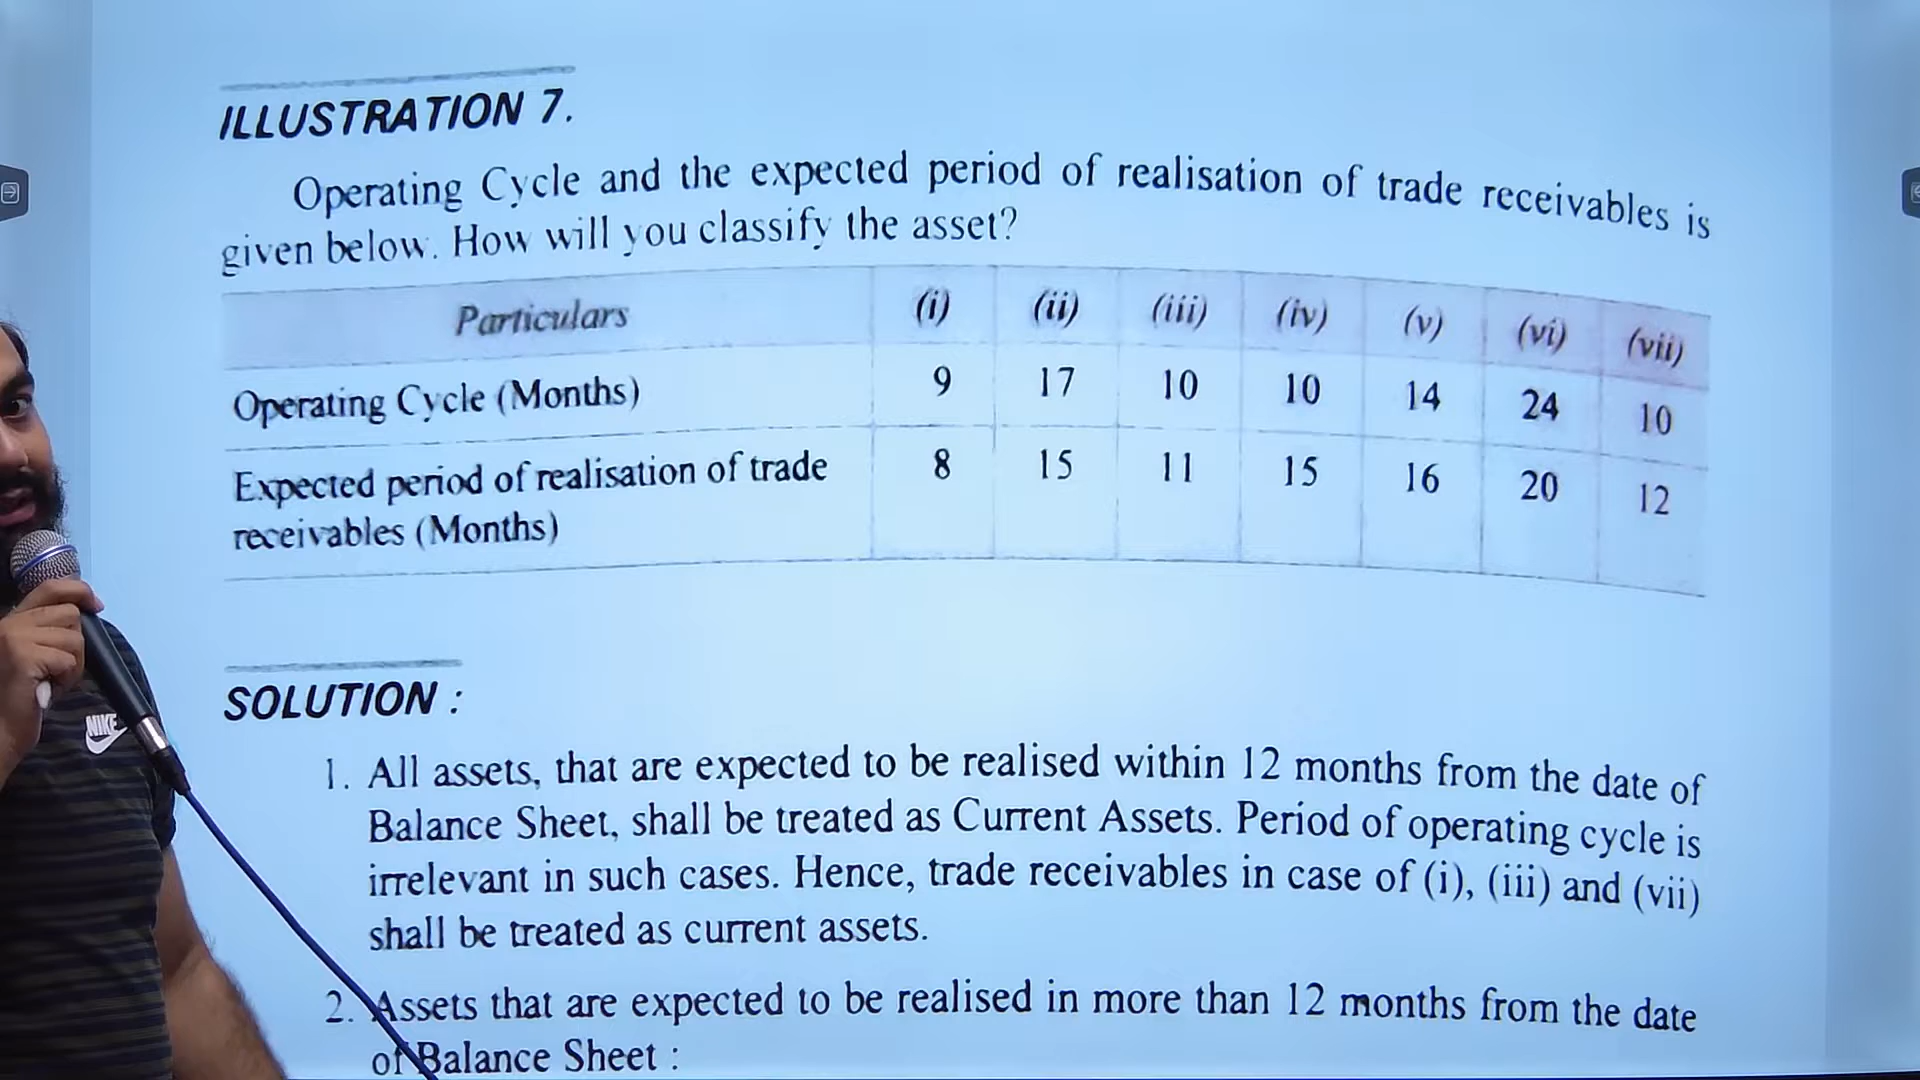 ILLUSTRATION 7.
Operating Cycle and the expected period of realisation of trade receivables is
given below. How will you classify the asset?
Particulars (i) (ii) (iii) (iv) (v) (vi) (vii)
Operating Cycle (Months) 9 17 10 10 14 24 10
Expected period of realisation of trade 8 15 11 15 16 20 12
receivables (Months)
SOLUTION :
1. All assets, that are expected to be realised within 12 months from the date of
Balance Sheet, shall be treated as Current Assets. Period of operating cycle is
irrelevant in such cases. Hence, trade receivables in case of (i), (iii) and (vii)
shall be treated as current assets.
2. Assets that are expected to be realised in more than 12 months from the date
of Balance Sheet :
NIKE